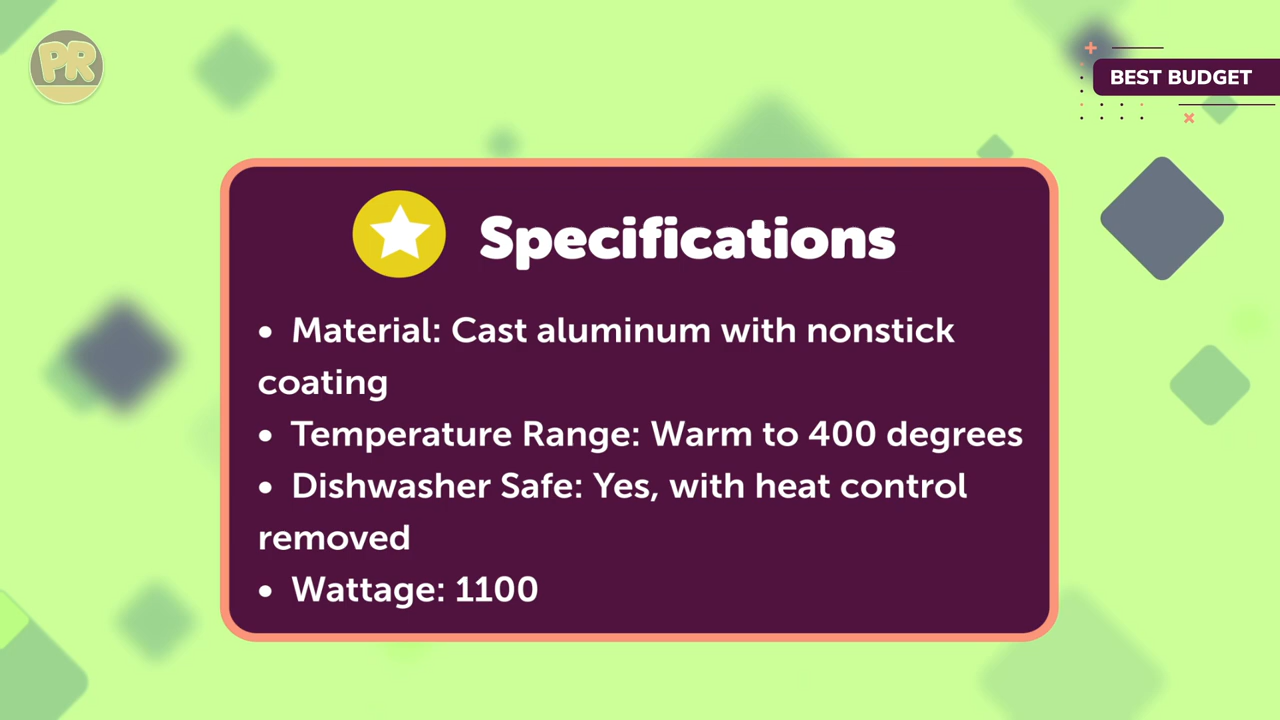 PR
BEST BUDGET
Specifications
• Material: Cast aluminum with nonstick
coating
• Temperature Range: Warm to 400 degrees
• Dishwasher Safe: Yes, with heat control
removed
• Wattage: 1100